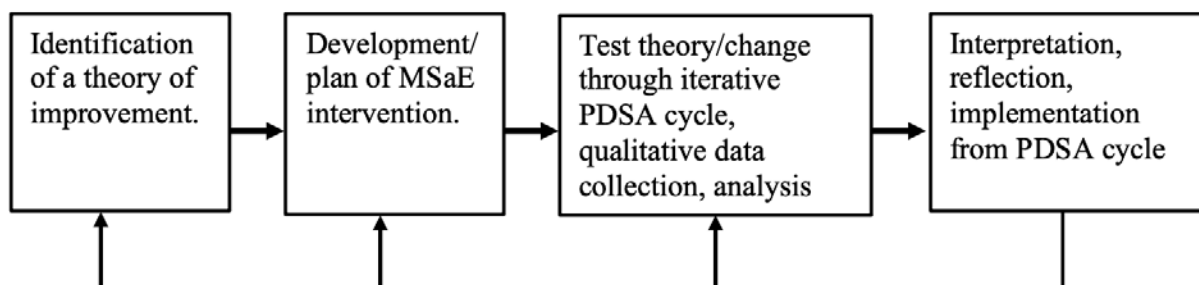 Identification
of a theory of
improvement.
Development/
plan of MSaE
intervention.
Test theory/change
through iterative
PDSA cycle,
qualitative data
collection, analysis
Interpretation,
reflection,
implementation
from PDSA cycle